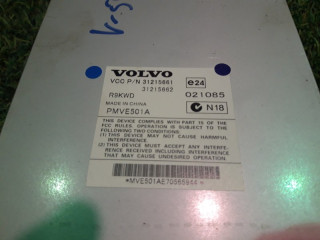 V-5
VOLVO
VCC P/N 31215661
31215662
e24
R9KWD
021085
MADE IN CHINA
N18
PMVE501A
THIS DEVICE COMPLIES WITH PART 15 OF THE
FCC RULES. OPERATION IS SUBJECT TO THE
FOLLOWING TWO CONDITIONS:
(1) THIS DEVICE MAY NOT CAUSE HARMFUL
INTERFERENCE
(2) THIS DEVICE MUST ACCEPT ANY INTERFE-
RENCE RECEIVED INCLUDING INTERFERENCE
THAT MAY CAUSE UNDESIRED OPERATION.